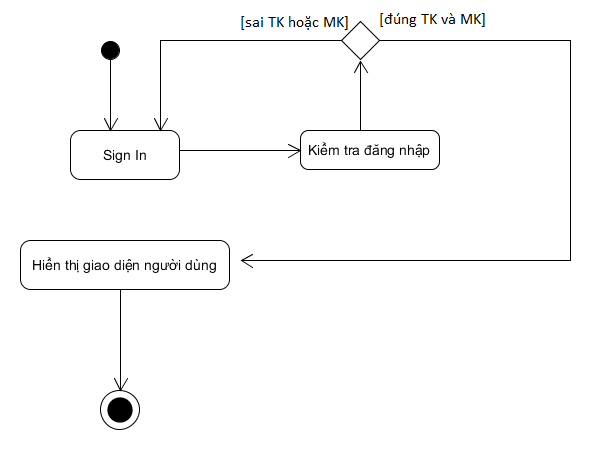 [sai TK hoặc MK]
[đúng TK và MK]
Sign In
Kiểm tra đăng nhập
Hiển thị giao diện người dùng